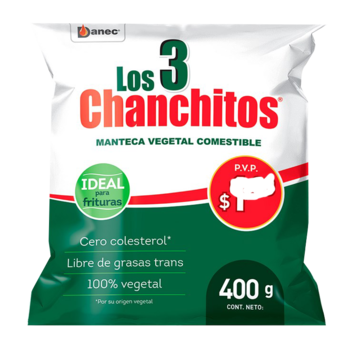 Danec®
Los 3
Chanchitos®
MANTECA VEGETAL COMESTIBLE
IDEAL
para
frituras
P.V.P.
$
Cero colesterol*
Libre de grasas trans
100% vegetal
*Por su origen vegetal
400 g
CONT. NETO: